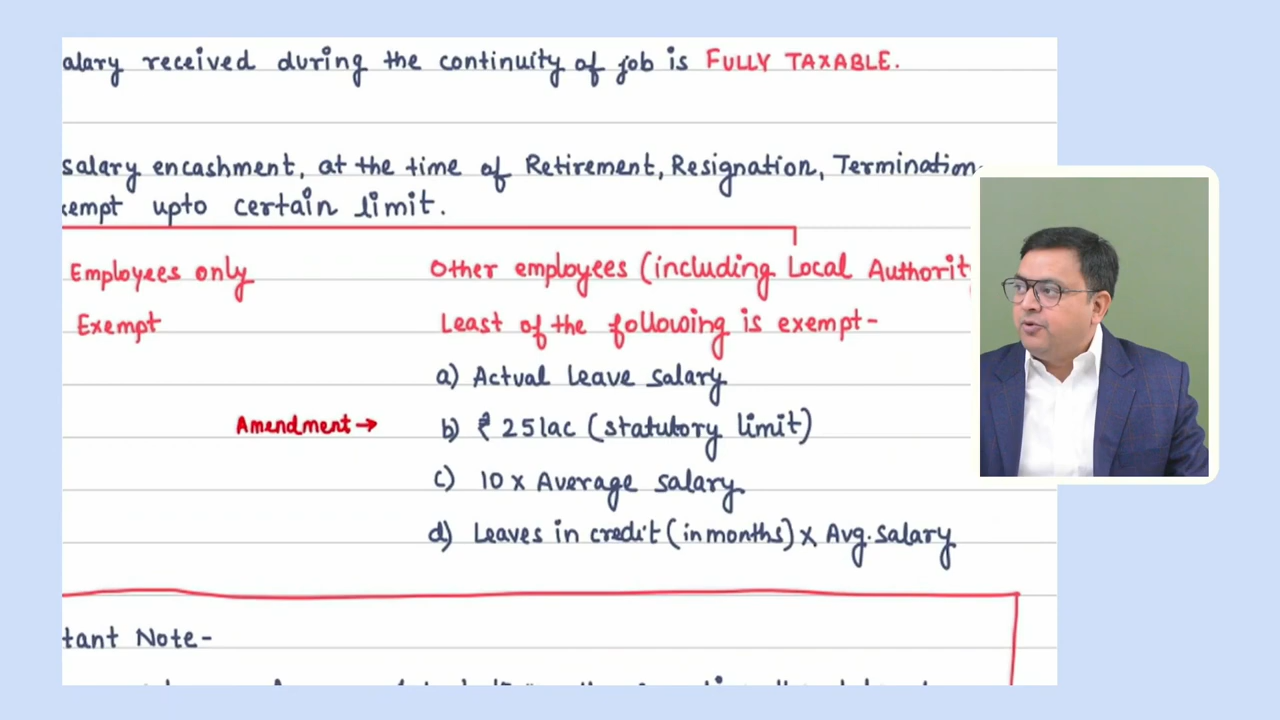 alary received during the continuity of job is FULLY TAXABLE.
salary encashment, at the time of Retirement, Resignation, Termination
empt upto certain limit.
Employees only
Other employees (including Local Authority
Exempt
Least of the following is exempt-
a) Actual Leave salary
Amendment →
b) ₹ 25 lac (statutory limit)
c) 10 x Average salary
d) Leaves in credit (in months) x Avg. salary
tant Note-